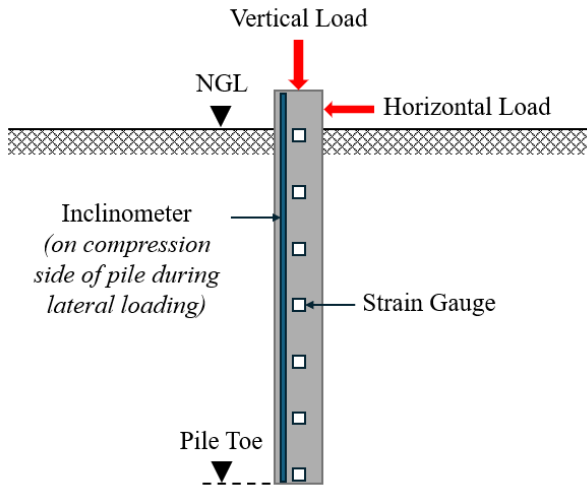 Vertical Load
NGL
Horizontal Load
Inclinometer
(on compression
side of pile during
lateral loading)
Strain Gauge
Pile Toe